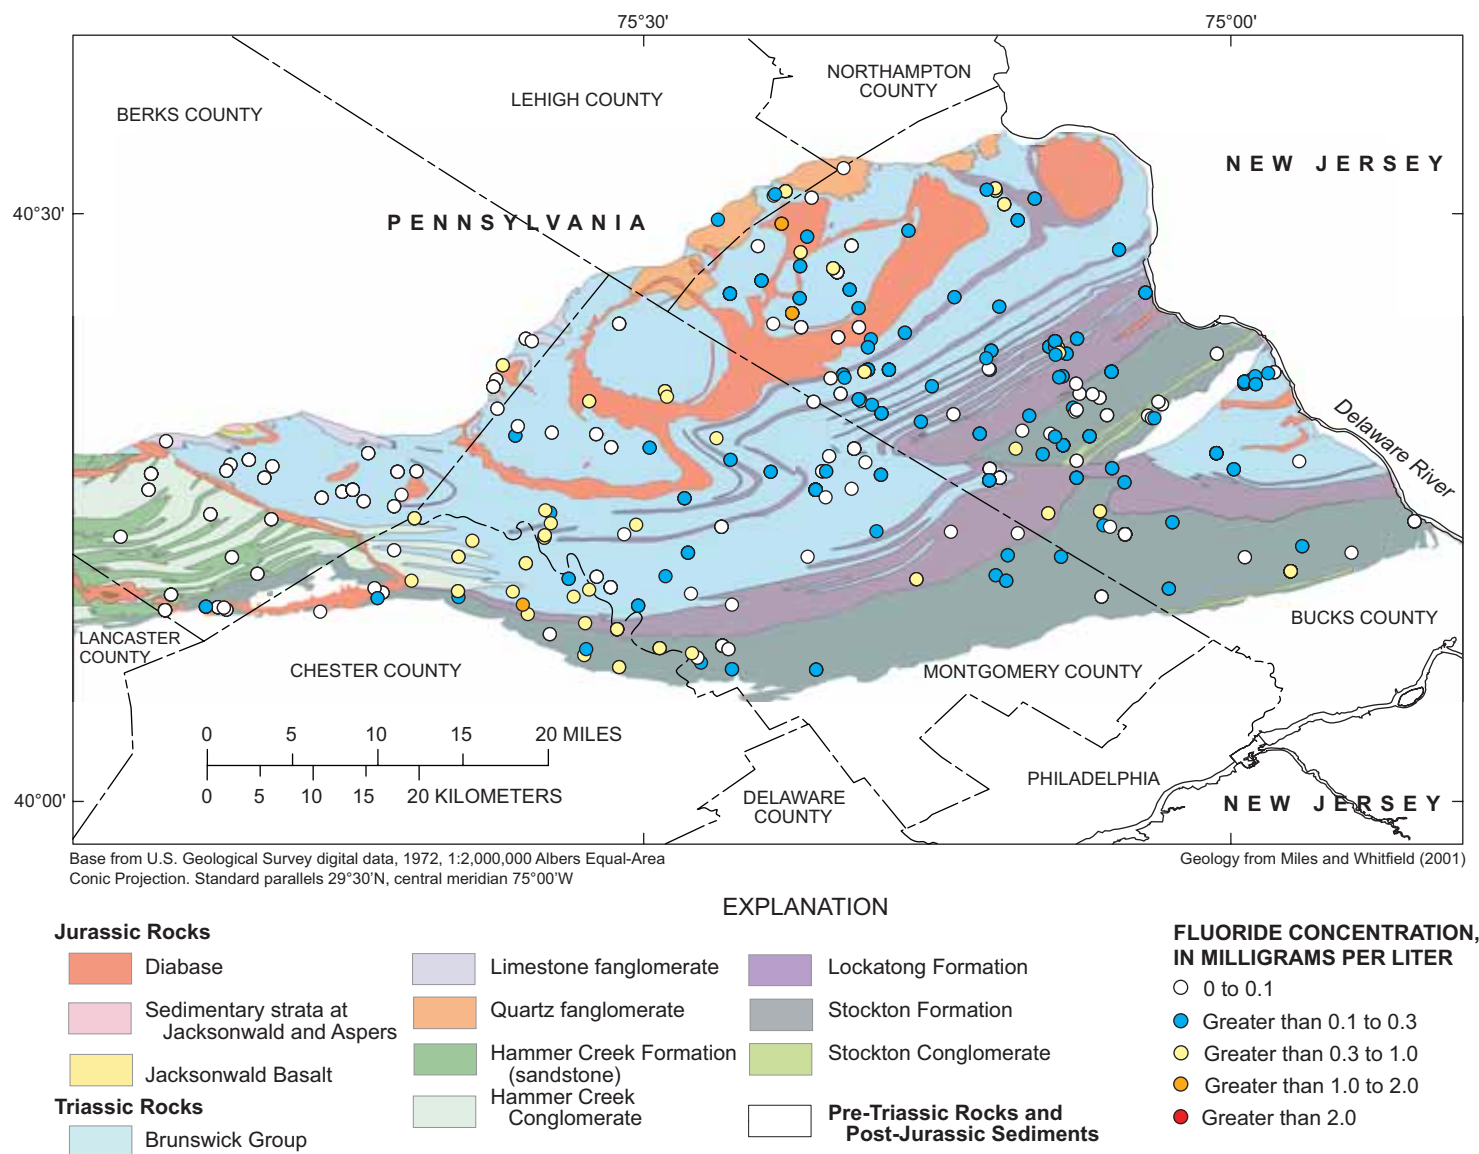 75°30'
75°00'
NORTHAMPTON
COUNTY
LEHIGH COUNTY
BERKS COUNTY
NEW JERSEY
40°30'
PENNSYLVANIA
Delaware River
BUCKS COUNTY
LANCASTER
COUNTY
CHESTER COUNTY
MONTGOMERY COUNTY
0 5 10 15 20 MILES
0 5 10 15 20 KILOMETERS
PHILADELPHIA
DELAWARE
COUNTY
40°00'
NEW JERSEY
Base from U.S. Geological Survey digital data, 1972, 1:2,000,000 Albers Equal-Area
Conic Projection. Standard parallels 29°30'N, central meridian 75°00'W
Geology from Miles and Whitfield (2001)
EXPLANATION
Jurassic Rocks
Diabase
Sedimentary strata at
Jacksonwald and Aspers
Jacksonwald Basalt
Triassic Rocks
Brunswick Group
Limestone fanglomerate
Quartz fanglomerate
Hammer Creek Formation
(sandstone)
Hammer Creek
Conglomerate
Lockatong Formation
Stockton Formation
Stockton Conglomerate
Pre-Triassic Rocks and
Post-Jurassic Sediments
FLUORIDE CONCENTRATION,
IN MILLIGRAMS PER LITER
0 to 0.1
Greater than 0.1 to 0.3
Greater than 0.3 to 1.0
Greater than 1.0 to 2.0
Greater than 2.0